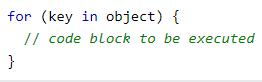 for (key in object) {
  // code block to be executed
}